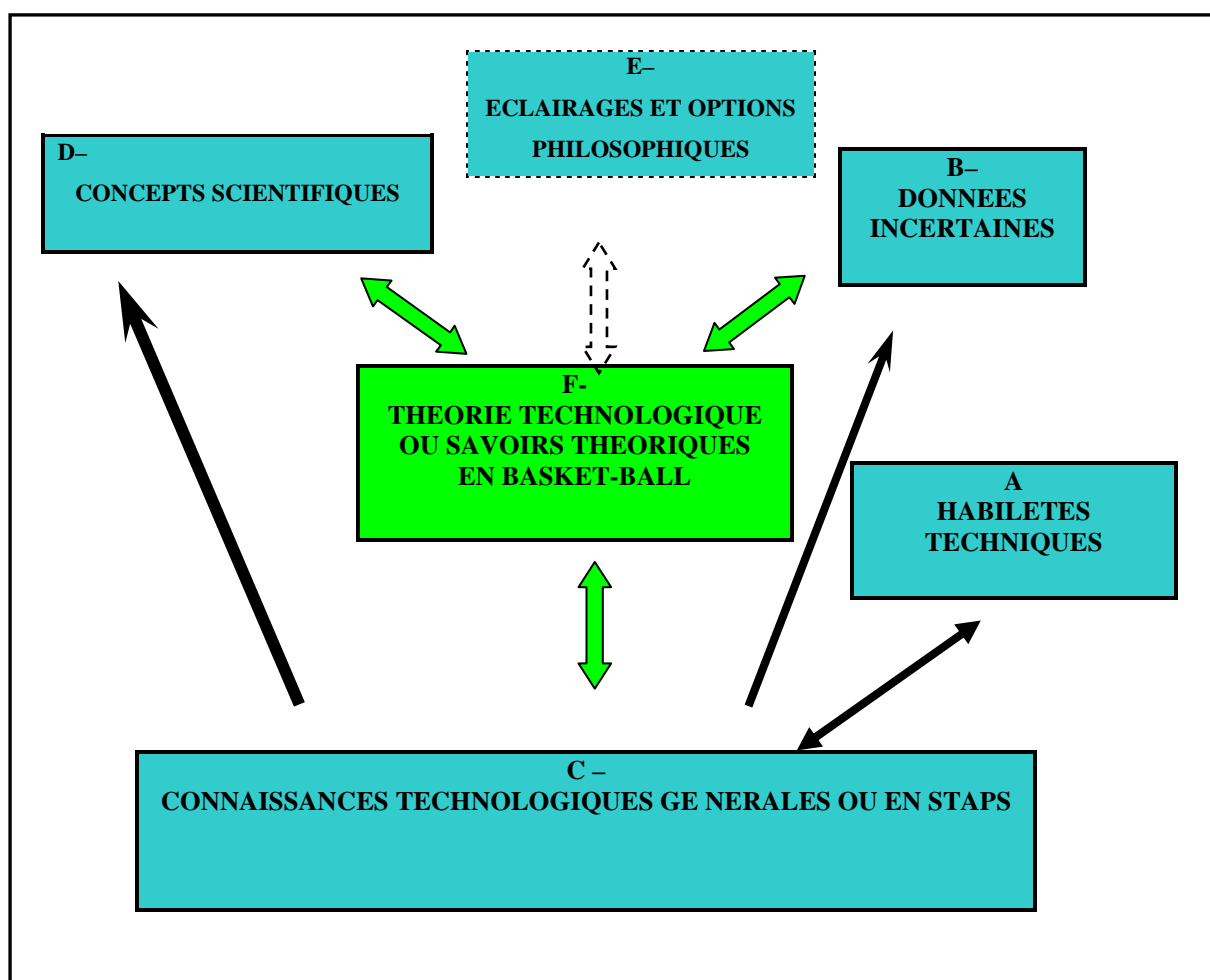 E–
ECLAIRAGES ET OPTIONS
PHILOSOPHIQUES
D–
CONCEPTS SCIENTIFIQUES
B–
DONNEES
INCERTAINES
F-
THEORIE TECHNOLOGIQUE
OU SAVOIRS THEORIQUES
EN BASKET-BALL
A
HABILETES
TECHNIQUES
C –
CONNAISSANCES TECHNOLOGIQUES GE NERALES OU EN STAPS